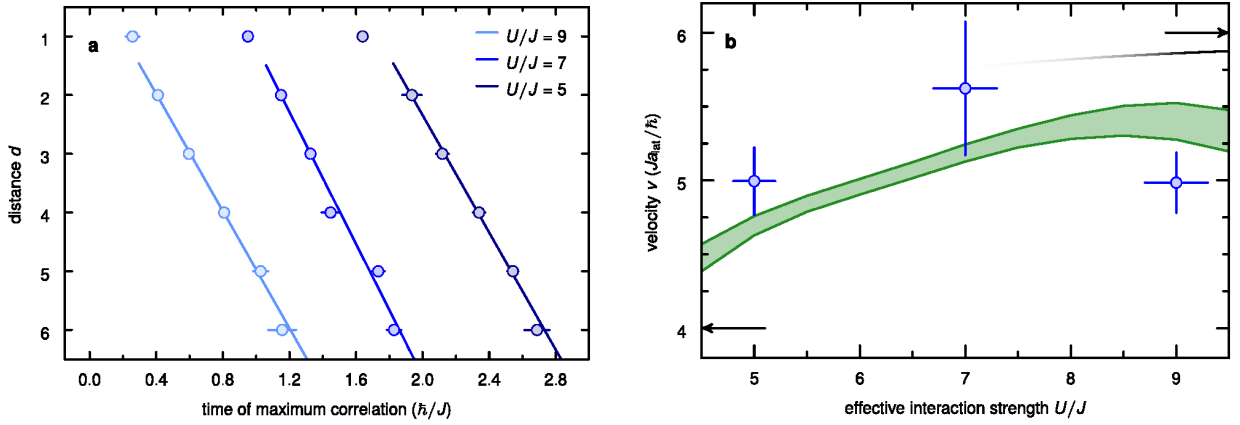 a
U/J = 9
U/J = 7
U/J = 5
distance d
1
2
3
4
5
6
0.0 0.4 0.8 1.2 1.6 2.0 2.4 2.8
time of maximum correlation (ℏ/J)
b
velocity v (Ja_lat/ℏ)
6
5
4
5 7 8 9
effective interaction strength U/J